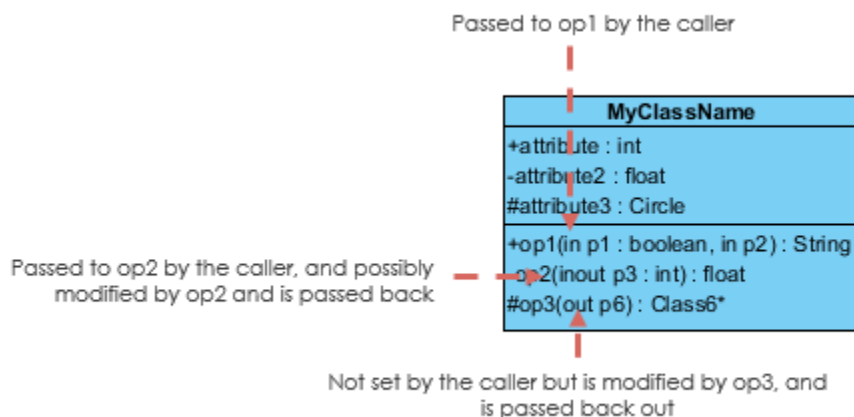 Passed to op1 by the caller
MyClassName
+attribute : int
-attribute2 : float
#attribute3 : Circle
+op1(in p1 : boolean, in p2) : String
Passed to op2 by the caller, and possibly
modified by op2 and is passed back
op2(inout p3 : int) : float
#op3(out p6) : Class6*
Not set by the caller but is modified by op3, and
is passed back out